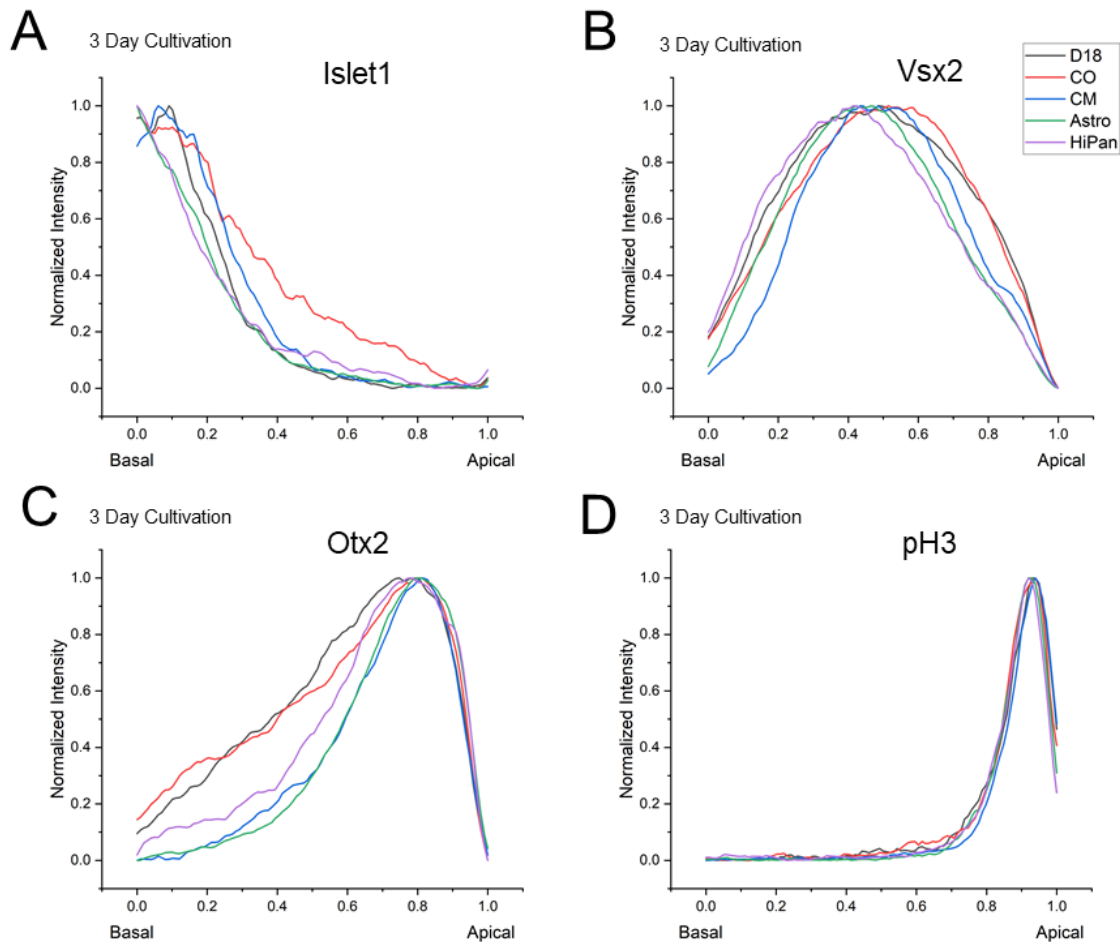 A
3 Day Cultivation
Islet1
Normalized Intensity
1.0
0.8
0.6
0.4
0.2
0.0
0.0 0.2 0.4 0.6 0.8 1.0
Basal Apical
B
3 Day Cultivation
Vsx2
D18
CO
CM
Astro
HiPan
Normalized Intensity
1.0
0.8
0.6
0.4
0.2
0.0
0.0 0.2 0.4 0.6 0.8 1.0
Basal Apical
C
3 Day Cultivation
Otx2
Normalized Intensity
1.0
0.8
0.6
0.4
0.2
0.0
0.0 0.2 0.4 0.6 0.8 1.0
Basal Apical
D
3 Day Cultivation
pH3
Normalized Intensity
1.0
0.8
0.6
0.4
0.2
0.0
0.0 0.2 0.4 0.6 0.8 1.0
Basal Apical